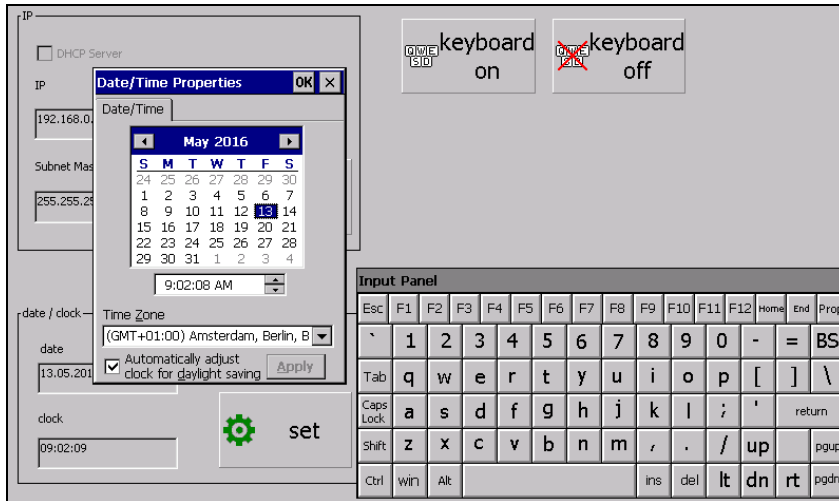 IP
DHCP Server
IP
192.168.0.
Subnet Mas
255.255.25
keyboard
on
keyboard
off
Date/Time Properties OK ×
Date/Time
May 2016
S M T W T F S
24 25 26 27 28 29 30
1 2 3 4 5 6 7
8 9 10 11 12 13 14
15 16 17 18 19 20 21
22 23 24 25 26 27 28
29 30 31 1 2 3 4
9:02:08 AM
Time Zone
(GMT+01:00) Amsterdam, Berlin, B
Automatically adjust
clock for daylight saving
Apply
date / clock
date
13.05.201
clock
09:02:09
set
Input Panel
Esc F1 F2 F3 F4 F5 F6 F7 F8 F9 F10 F11 F12 Home End Prop
` 1 2 3 4 5 6 7 8 9 0 - = BS
Tab q w e r t y u i o p [ ] \
Caps Lock a s d f g h j k l ; ' return
Shift z x c v b n m , . / up pgup
Ctrl win Alt ins del lt dn rt pgdn